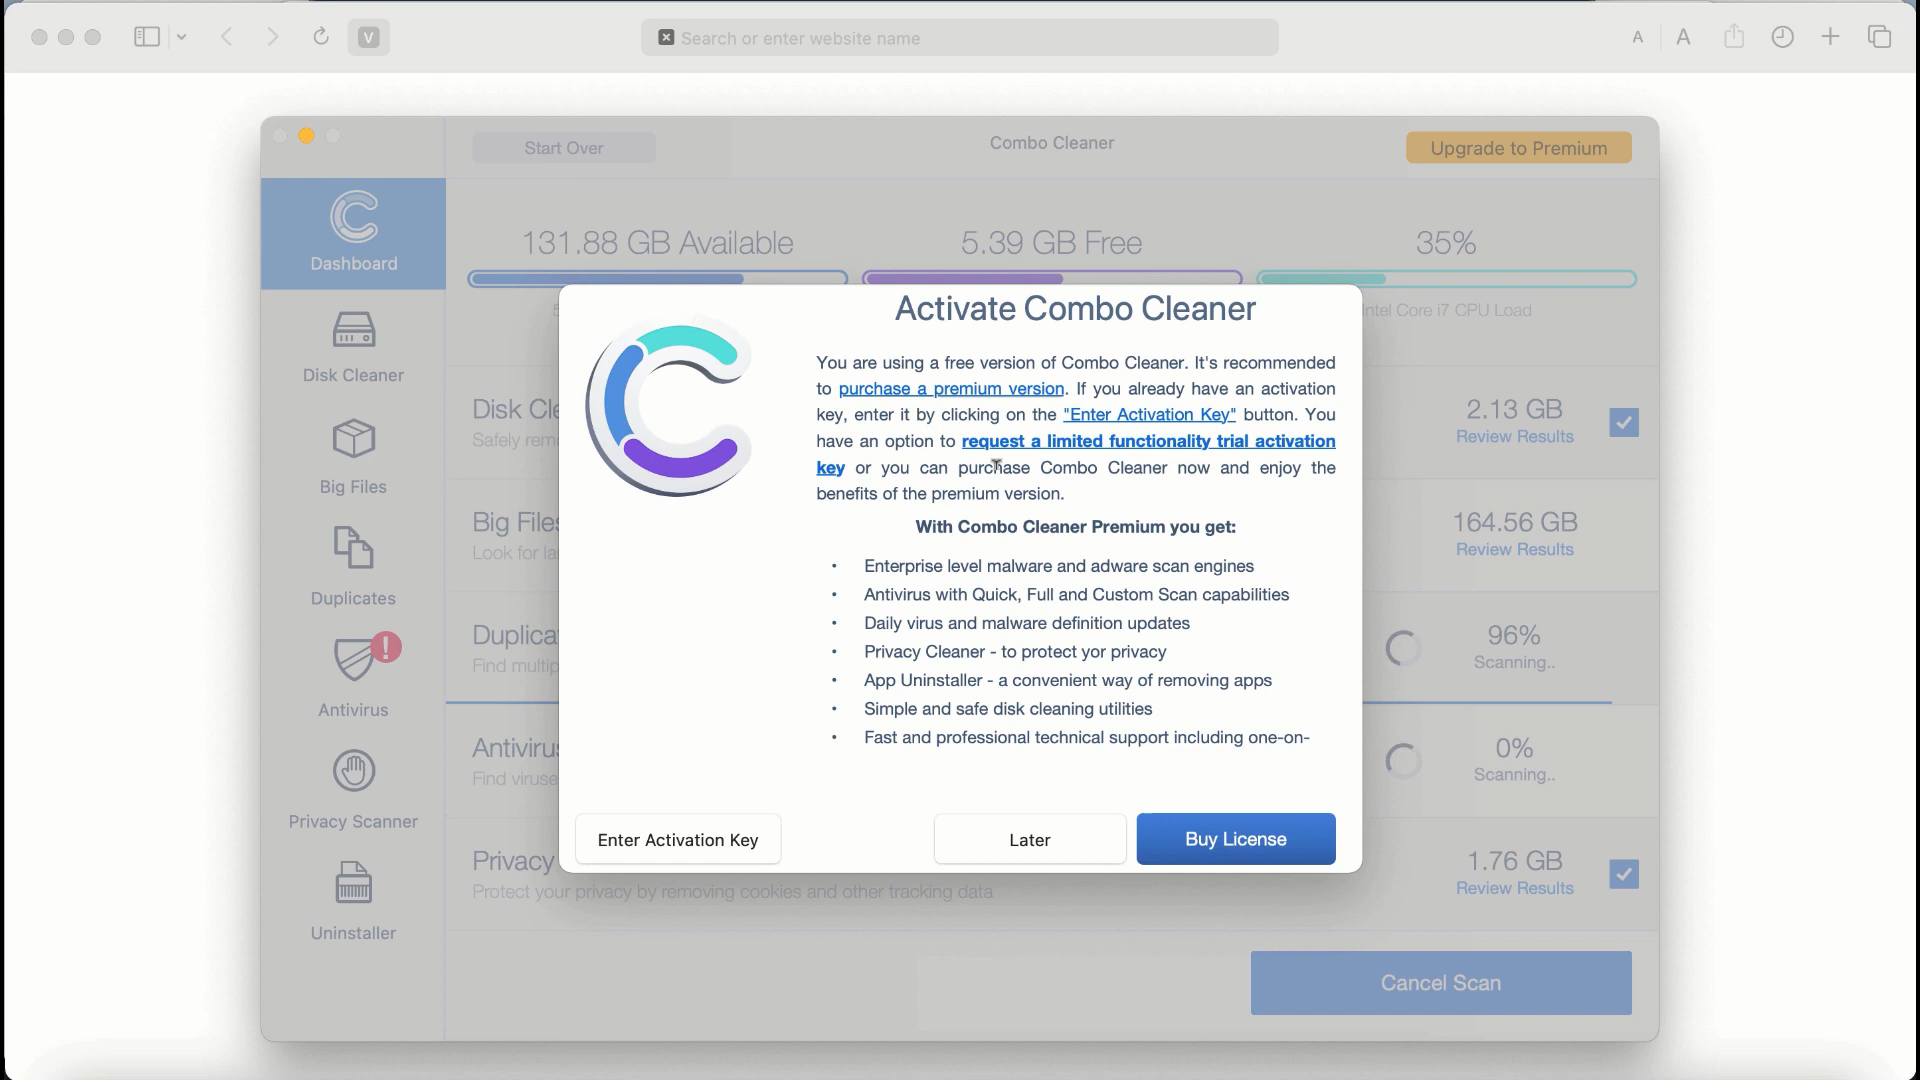 V
Search or enter website name
A A
Start Over
Combo Cleaner
Upgrade to Premium
Dashboard
131.88 GB Available
5.39 GB Free
35%
Intel Core i7 CPU Load
Activate Combo Cleaner
You are using a free version of Combo Cleaner. It's recommended
to purchase a premium version. If you already have an activation
key, enter it by clicking on the "Enter Activation Key" button. You
have an option to request a limited functionality trial activation
key or you can purchase Combo Cleaner now and enjoy the
benefits of the premium version.
With Combo Cleaner Premium you get:
• Enterprise level malware and adware scan engines
• Antivirus with Quick, Full and Custom Scan capabilities
• Daily virus and malware definition updates
• Privacy Cleaner - to protect yor privacy
• App Uninstaller - a convenient way of removing apps
• Simple and safe disk cleaning utilities
• Fast and professional technical support including one-on-
Enter Activation Key
Later
Buy License
Disk Cleaner
Big Files
Duplicates
Antivirus
Privacy Scanner
Uninstaller
Disk
2.13 GB
Review Results
Big Files
Look for
164.56 GB
Review Results
Find
96%
Scanning..
Find
0%
Scanning..
Privacy
Protect your privacy by removing cookies and other tracking data
1.76 GB
Review Results
Cancel Scan